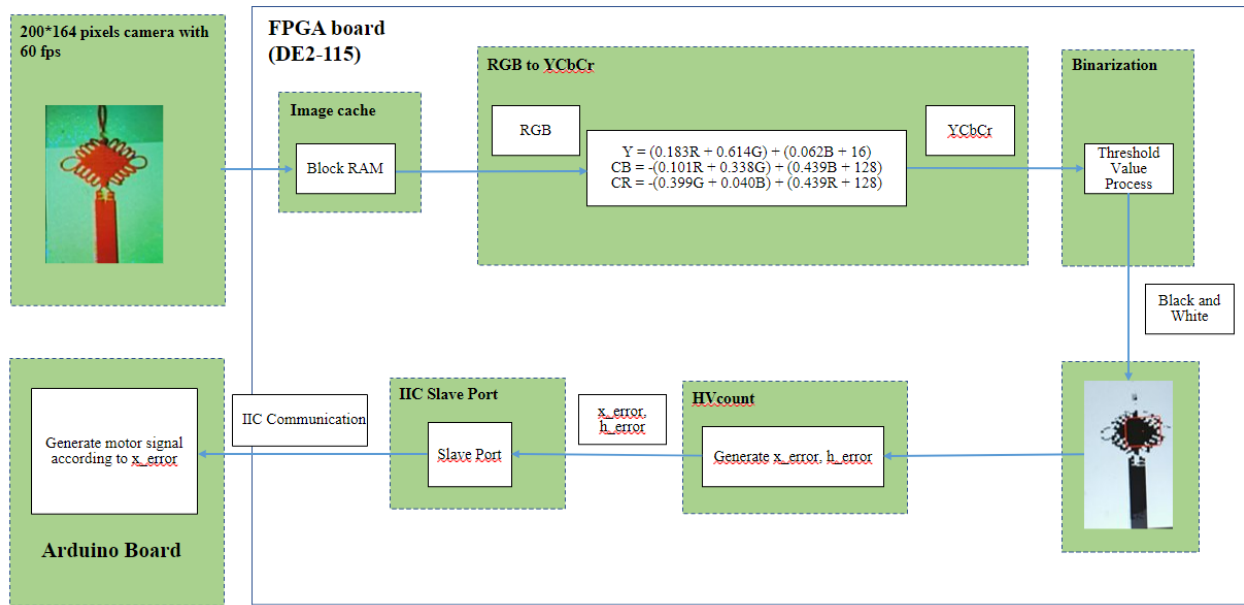 200*164 pixels camera with
60 fps
FPGA board
(DE2-115)
Image cache
Block RAM
RGB to YCbCr
RGB
Y = (0.183R + 0.614G) + (0.062B + 16)
CB = -(0.101R + 0.338G) + (0.439B + 128)
CR = -(0.399G + 0.040B) + (0.439R + 128)
YCbCr
Binarization
Threshold
Value
Process
Black and
White
HVcount
Generate x_error, h_error
x_error,
h_error
IIC Slave Port
Slave Port
IIC Communication
Generate motor signal
according to x_error
Arduino Board